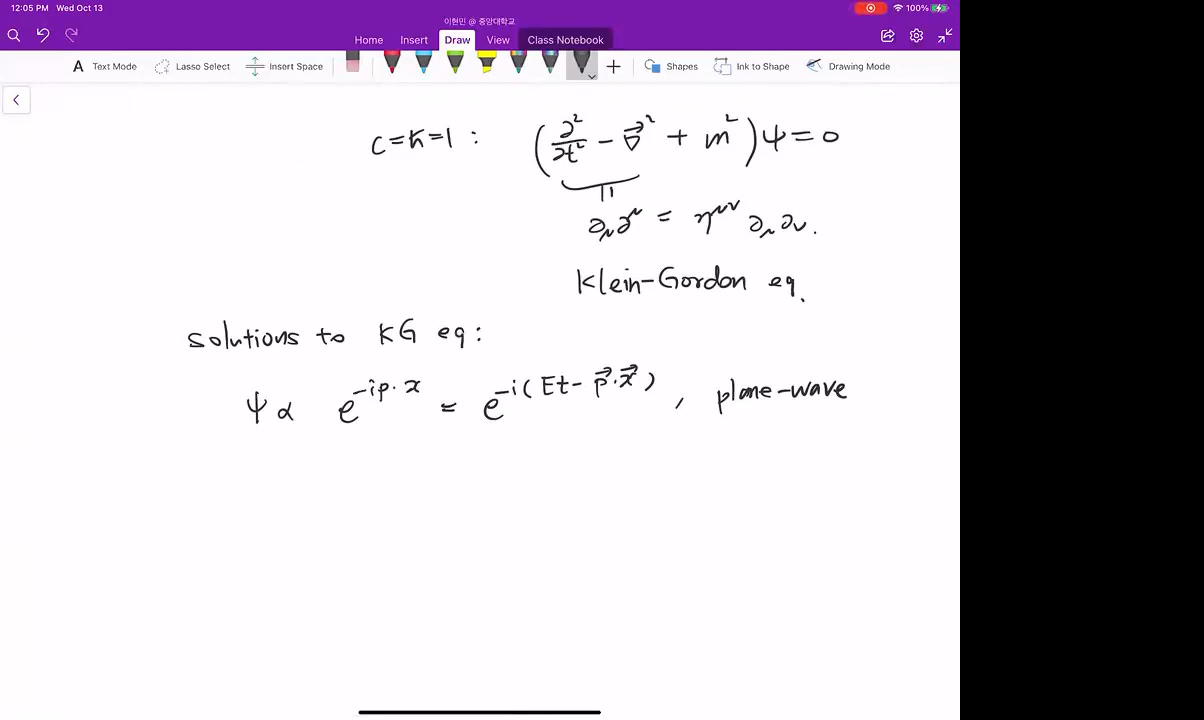 12:05 PM Wed Oct 13 100%
이현민 @ 중앙대학교
Home Insert Draw View Class Notebook
A Text Mode Lasso Select Insert Space Shapes Ink to Shape Drawing Mode
c=ħ=1 : (∂²/∂t² − ∇⃗² + m²)ψ = 0
∂_μ∂^μ = η^{μν} ∂_μ ∂_ν.
Klein-Gordon eq.
solutions to KG eq:
ψ ∝ e^{-ip·x} = e^{-i(Et − p⃗·x⃗)}, plane-wave